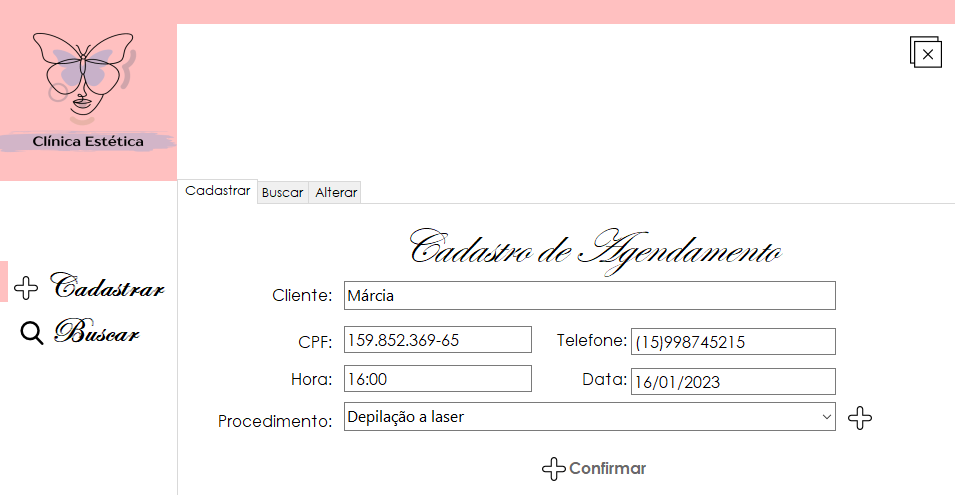 Clínica Estética
Cadastrar Buscar Alterar
Cadastro de Agendamento
Cadastrar
Buscar
Cliente: Márcia
CPF: 159.852.369-65 Telefone: (15)998745215
Hora: 16:00 Data: 16/01/2023
Procedimento: Depilação a laser
Confirmar